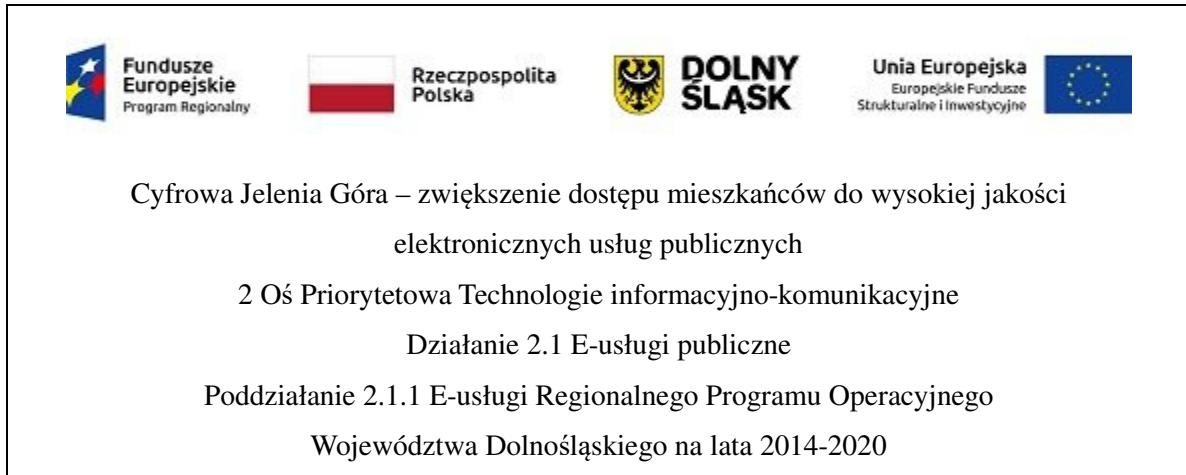 Fundusze
Europejskie
Program Regionalny
Rzeczpospolita
Polska
DOLNY
ŚLĄSK
Unia Europejska
Europejskie Fundusze
Strukturalne i Inwestycyjne
Cyfrowa Jelenia Góra – zwiększenie dostępu mieszkańców do wysokiej jakości
elektronicznych usług publicznych
2 Oś Priorytetowa Technologie informacyjno-komunikacyjne
Działanie 2.1 E-usługi publiczne
Poddziałanie 2.1.1 E-usługi Regionalnego Programu Operacyjnego
Województwa Dolnośląskiego na lata 2014-2020